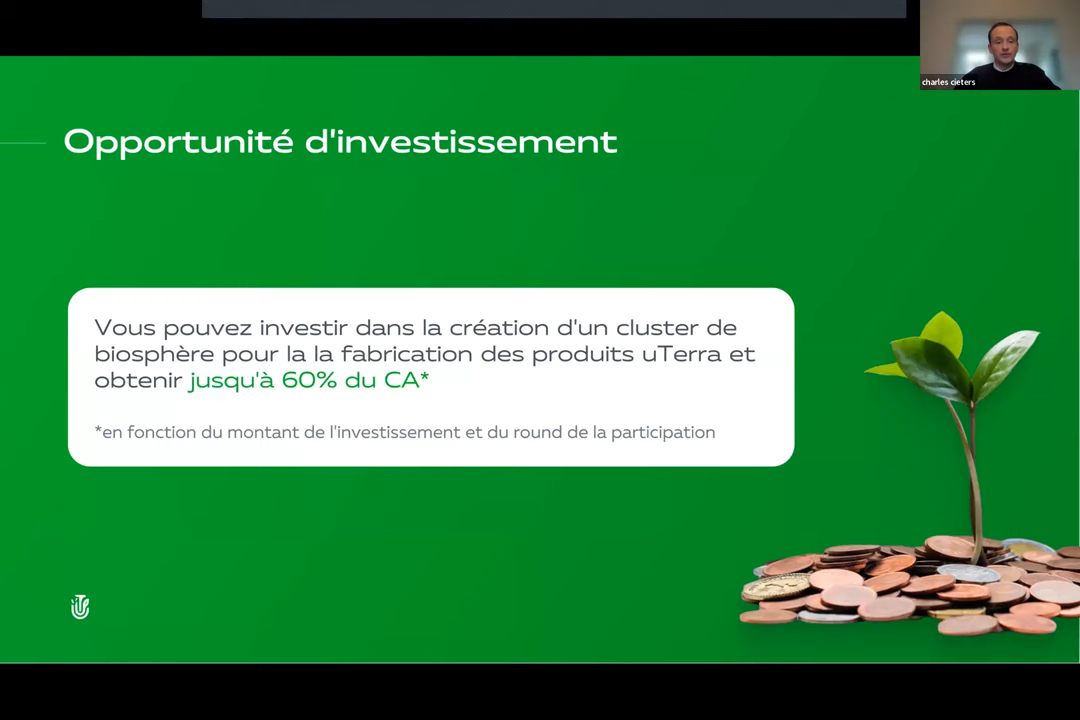 charles cieters
Opportunité d'investissement
Vous pouvez investir dans la création d'un cluster de
biosphère pour la la fabrication des produits uTerra et
obtenir jusqu'à 60% du CA*
*en fonction du montant de l'investissement et du round de la participation